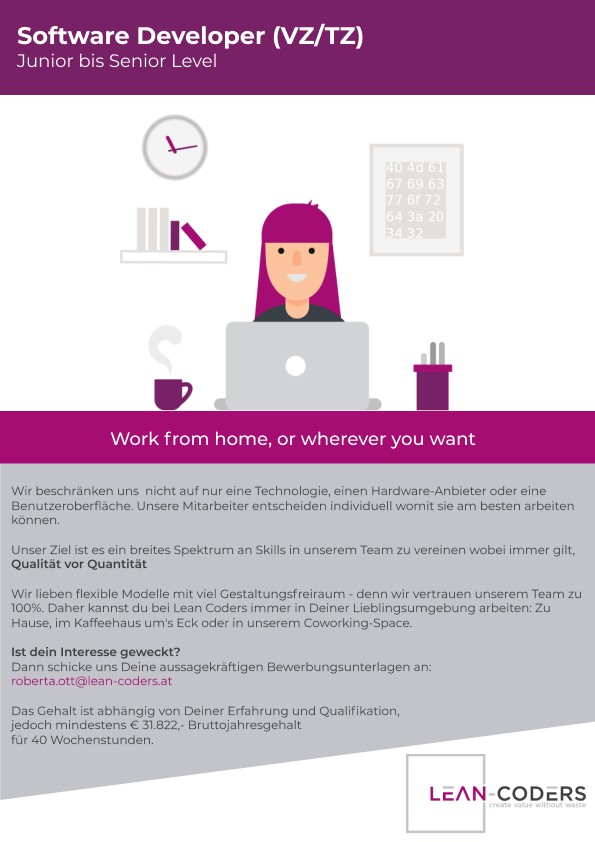 Software Developer (VZ/TZ)
Junior bis Senior Level
40 4d 61
67 69 63
77 6f 72
64 3a 20
34 32
Work from home, or wherever you want
Wir beschränken uns  nicht auf nur eine Technologie, einen Hardware-Anbieter oder eine
Benutzeroberfläche. Unsere Mitarbeiter entscheiden individuell womit sie am besten arbeiten
können.
Unser Ziel ist es ein breites Spektrum an Skills in unserem Team zu vereinen wobei immer gilt,
Qualität vor Quantität
Wir lieben flexible Modelle mit viel Gestaltungsfreiraum - denn wir vertrauen unserem Team zu
100%. Daher kannst du bei Lean Coders immer in Deiner Lieblingsumgebung arbeiten: Zu
Hause, im Kaffeehaus um's Eck oder in unserem Coworking-Space.
Ist dein Interesse geweckt?
Dann schicke uns Deine aussagekräftigen Bewerbungsunterlagen an:
roberta.ott@lean-coders.at
Das Gehalt ist abhängig von Deiner Erfahrung und Qualifikation,
jedoch mindestens € 31.822,- Bruttojahresgehalt
für 40 Wochenstunden.
LEAN-CODERS
create value without waste